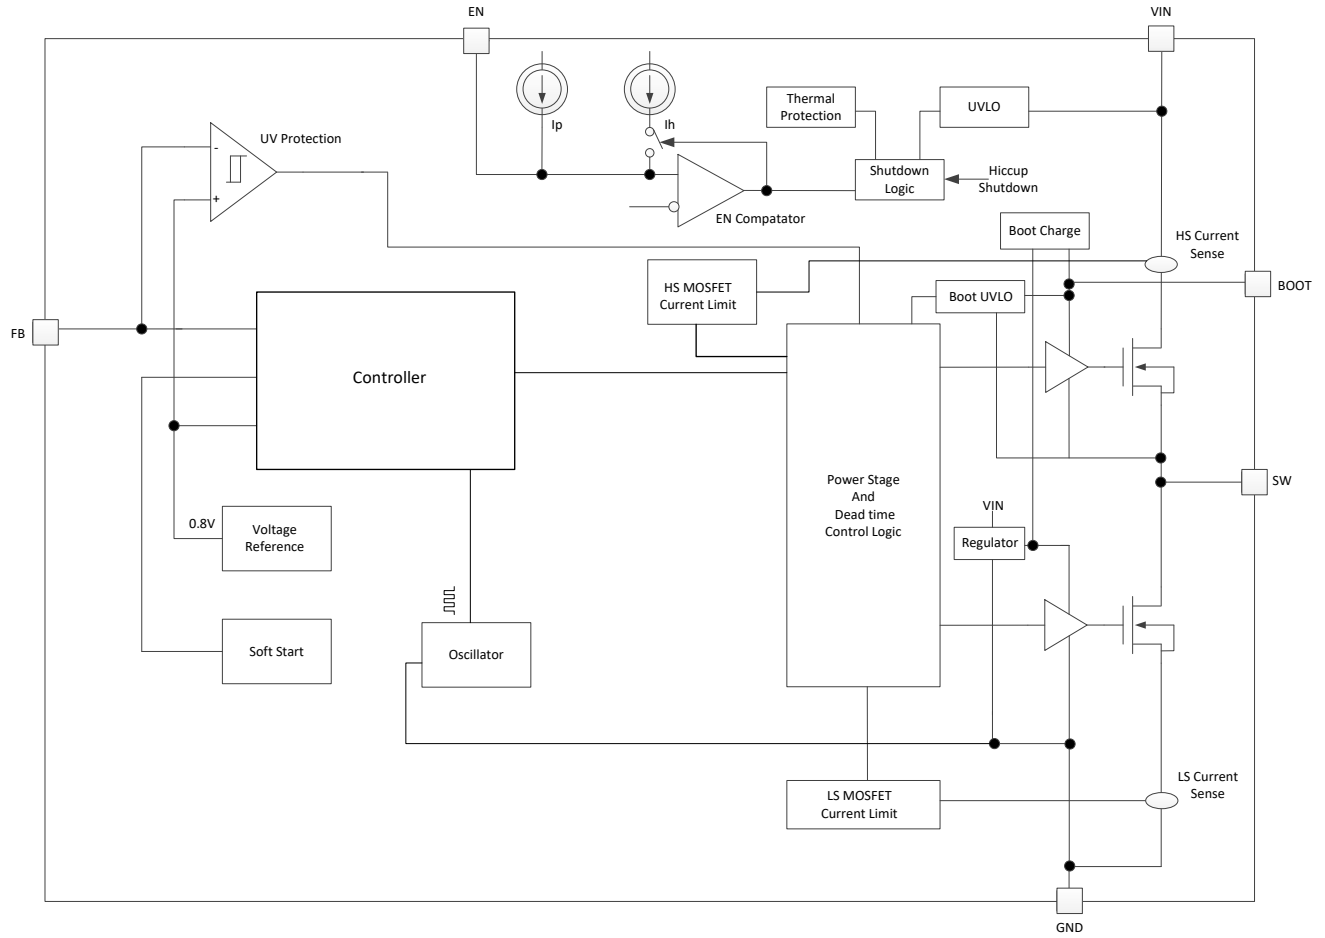 EN
VIN
Ip
Ih
Thermal
Protection
UVLO
UV Protection
-
+
Shutdown
Logic
Hiccup
Shutdown
EN Compatator
Boot Charge
HS Current
Sense
HS MOSFET
Current Limit
Boot UVLO
BOOT
FB
Controller
Power Stage
And
Dead time
Control Logic
SW
0.8V
Voltage
Reference
VIN
Regulator
Soft Start
Oscillator
LS MOSFET
Current Limit
LS Current
Sense
GND